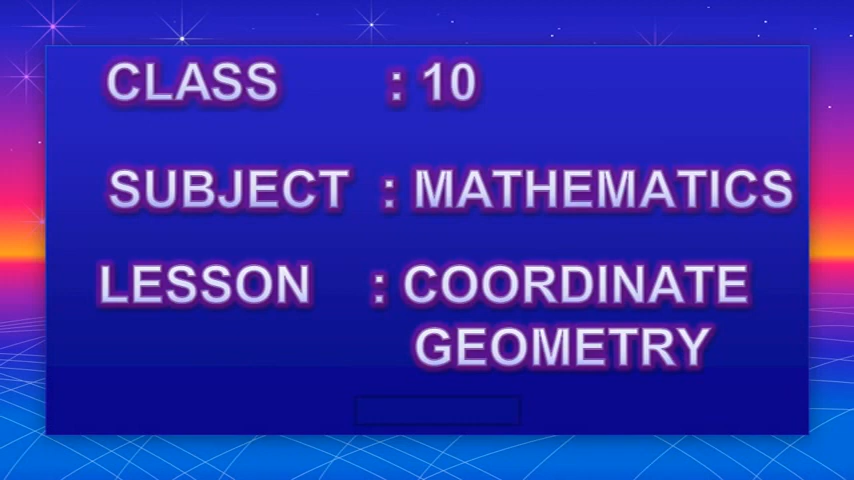 CLASS : 10
SUBJECT : MATHEMATICS
LESSON : COORDINATE
GEOMETRY